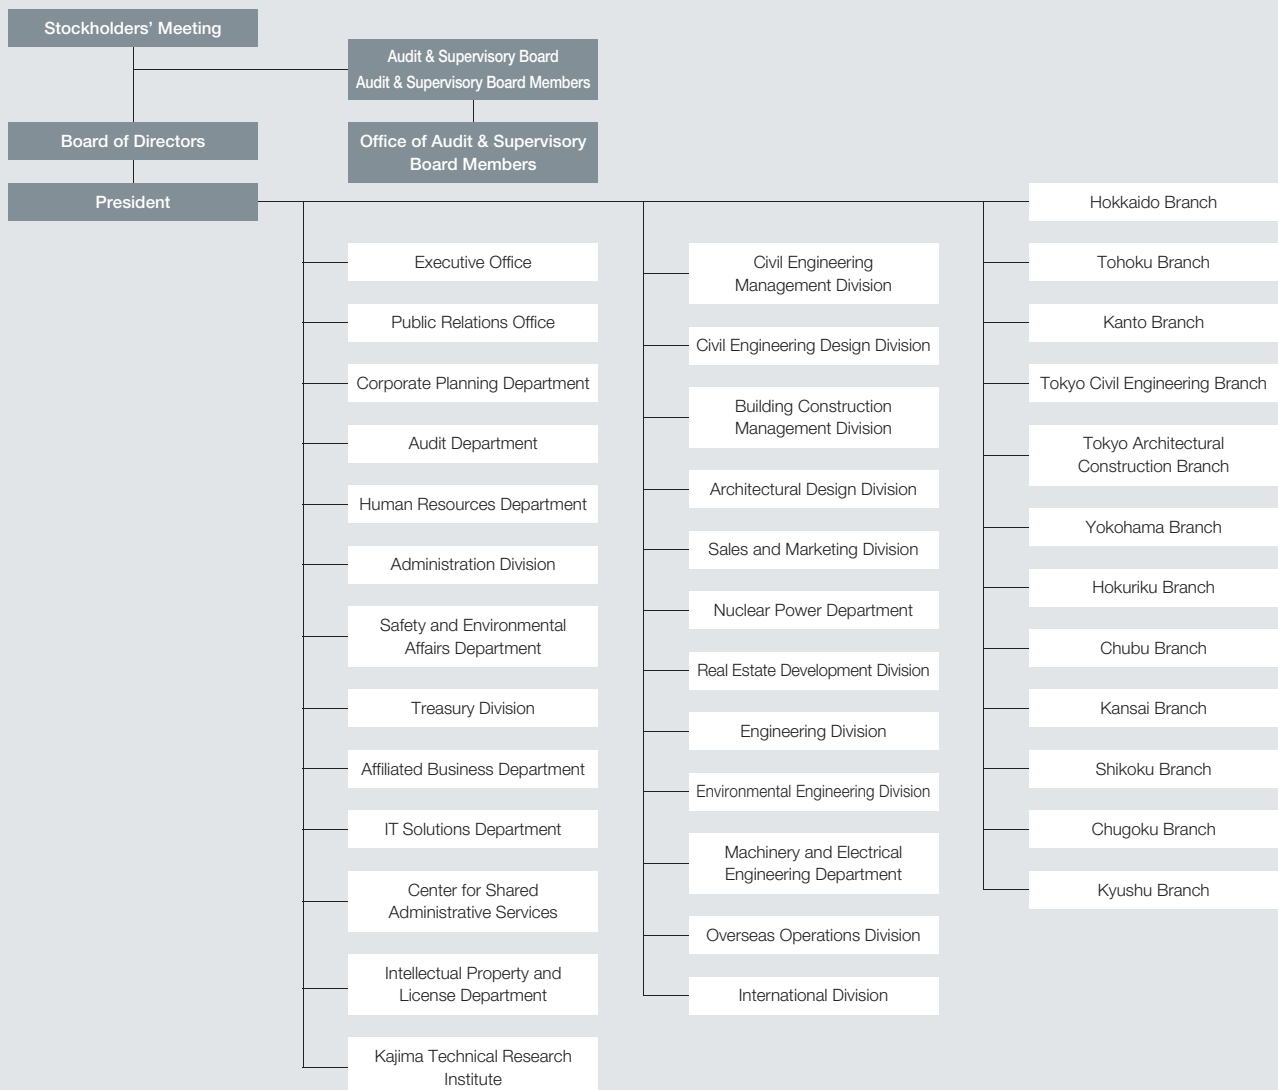 Stockholders’ Meeting
Audit & Supervisory Board
Audit & Supervisory Board Members
Board of Directors
Office of Audit & Supervisory
Board Members
President
Executive Office
Public Relations Office
Corporate Planning Department
Audit Department
Human Resources Department
Administration Division
Safety and Environmental
Affairs Department
Treasury Division
Affiliated Business Department
IT Solutions Department
Center for Shared
Administrative Services
Intellectual Property and
License Department
Kajima Technical Research
Institute
Civil Engineering
Management Division
Civil Engineering Design Division
Building Construction
Management Division
Architectural Design Division
Sales and Marketing Division
Nuclear Power Department
Real Estate Development Division
Engineering Division
Environmental Engineering Division
Machinery and Electrical
Engineering Department
Overseas Operations Division
International Division
Hokkaido Branch
Tohoku Branch
Kanto Branch
Tokyo Civil Engineering Branch
Tokyo Architectural
Construction Branch
Yokohama Branch
Hokuriku Branch
Chubu Branch
Kansai Branch
Shikoku Branch
Chugoku Branch
Kyushu Branch